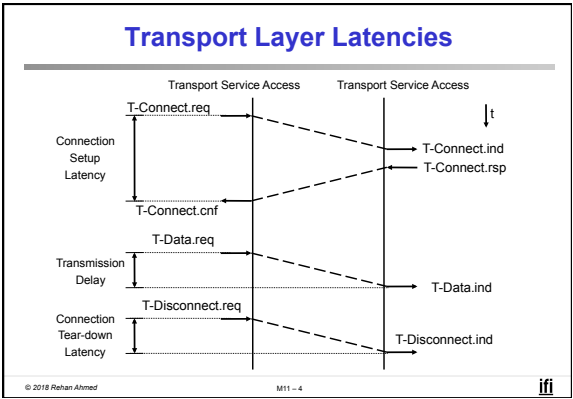 Transport Layer Latencies
Transport Service Access Transport Service Access
T-Connect.req
t
Connection
Setup
Latency
T-Connect.ind
T-Connect.rsp
T-Connect.cnf
T-Data.req
Transmission
Delay
T-Data.ind
T-Disconnect.req
Connection
Tear-down
Latency
T-Disconnect.ind
© 2018 Rehan Ahmed M11 – 4 ifi